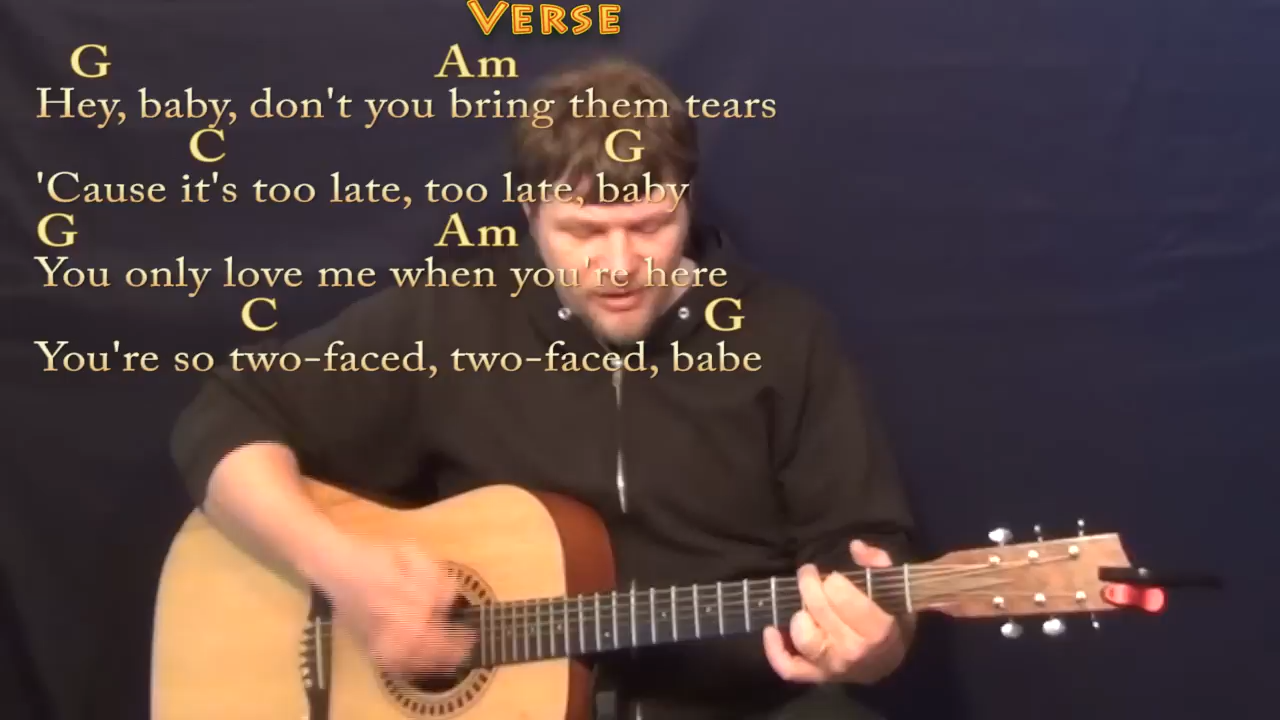 VERSE
G Am
Hey, baby, don't you bring them tears
C G
'Cause it's too late, too late, baby
G Am
You only love me when you're here
C G
You're so two-faced, two-faced, babe